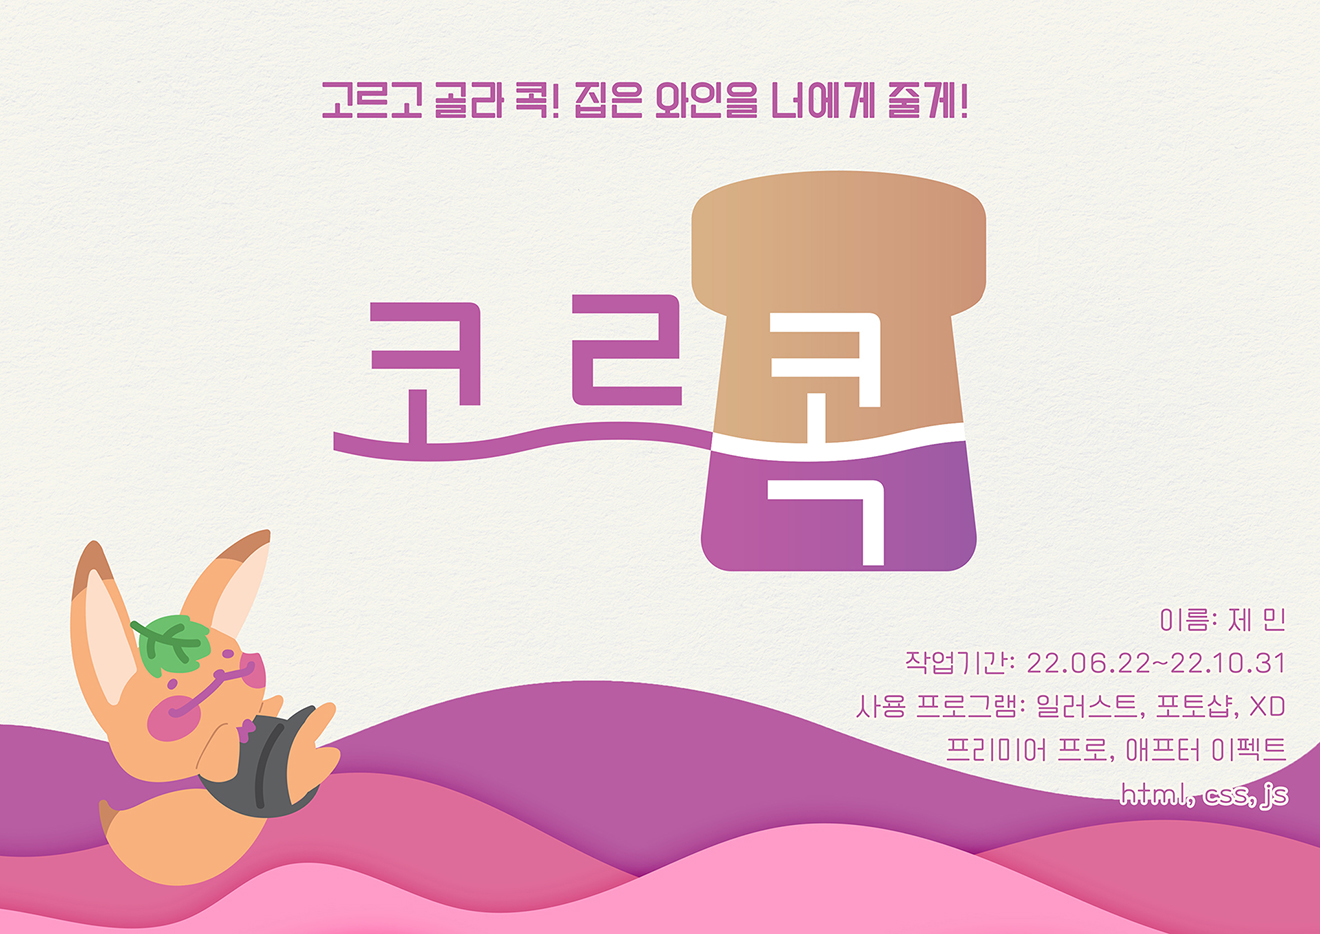 고르고 골라 콕! 집은 와인을 너에게 줄게!
코르콕
이름: 제 민
작업기간: 22.06.22~22.10.31
사용 프로그램: 일러스트, 포토샵, XD
프리미어 프로, 애프터 이펙트
html, css, js